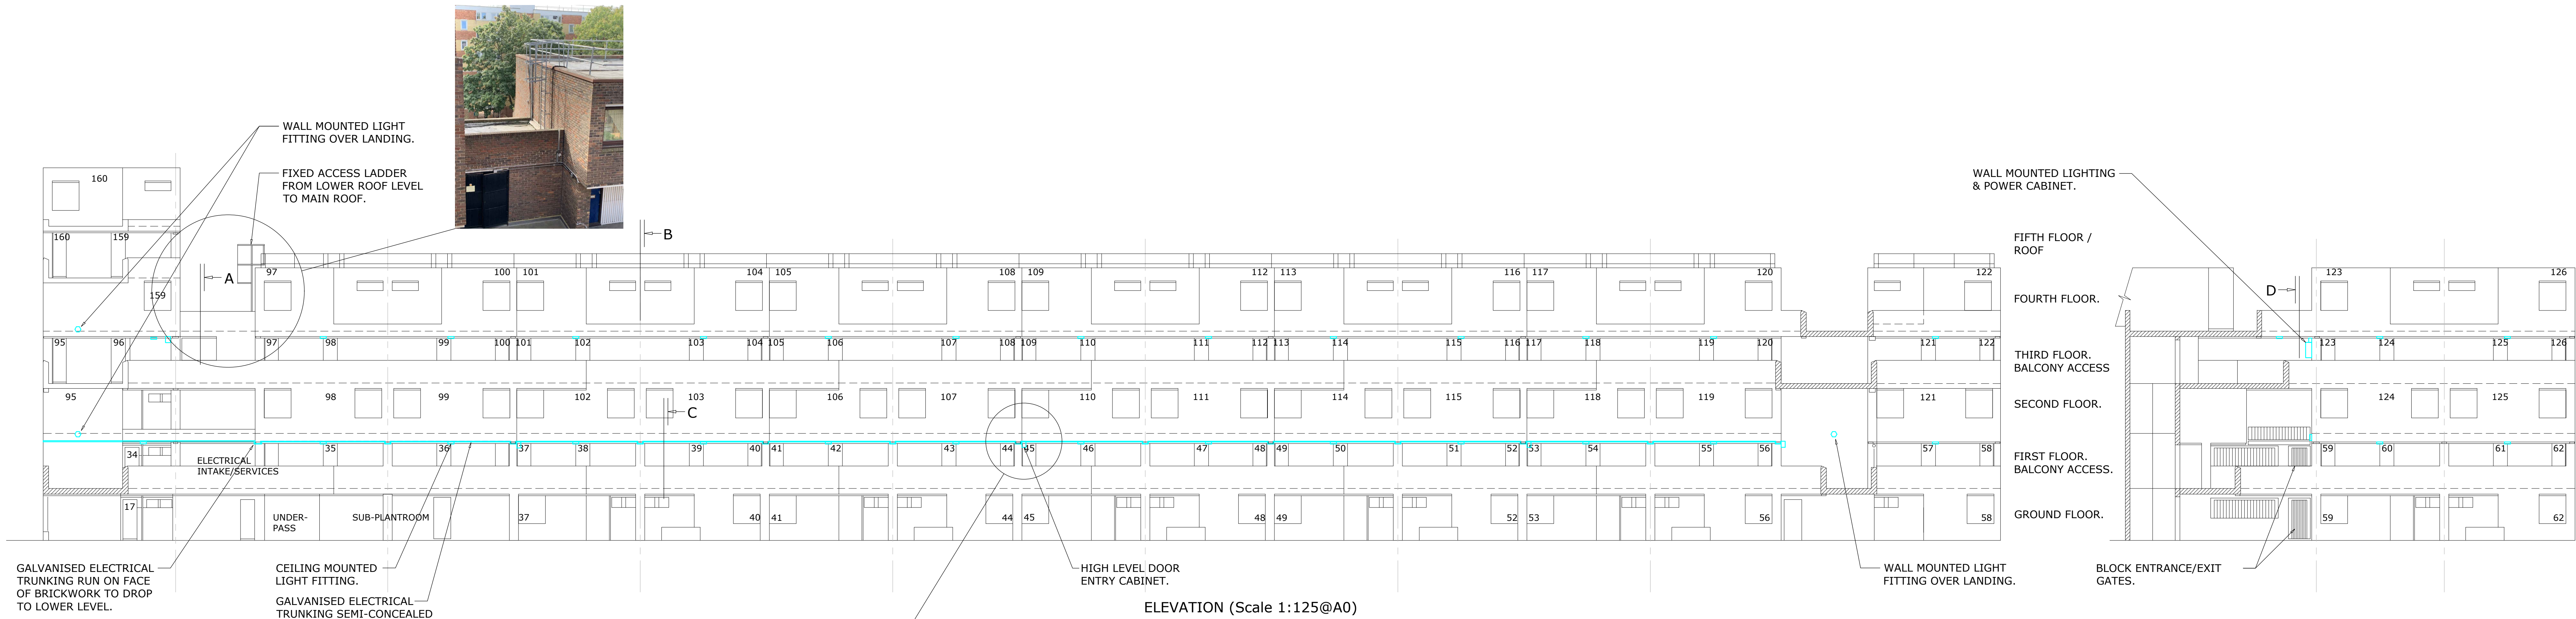 WALL MOUNTED LIGHT
FITTING OVER LANDING.
FIXED ACCESS LADDER
FROM LOWER ROOF LEVEL
TO MAIN ROOF.
WALL MOUNTED LIGHTING
& POWER CABINET.
160
B
FIFTH FLOOR /
ROOF
160 159
A
97 100 101 104 105 108 109 112 113 116 117 120 122 123 126
159
D
FOURTH FLOOR.
95 96 97 98 99 100 101 102 103 104 105 106 107 108 109 110 111 112 113 114 115 116 117 118 119 120 121 122 123 124 125 126
THIRD FLOOR.
BALCONY ACCESS
95 98 99 102 103 106 107 110 111 114 115 118 119 121 124 125
SECOND FLOOR.
C
34 35 36 37 38 39 40 41 42 43 44 45 46 47 48 49 50 51 52 53 54 55 56 57 58 59 60 61 62
ELECTRICAL
INTAKE/SERVICES
FIRST FLOOR.
BALCONY ACCESS.
17
UNDER-
PASS
SUB-PLANTROOM
37 40 41 44 45 48 49 52 53 56 58 59 62
GROUND FLOOR.
GALVANISED ELECTRICAL
TRUNKING RUN ON FACE
OF BRICKWORK TO DROP
TO LOWER LEVEL.
CEILING MOUNTED
LIGHT FITTING.
GALVANISED ELECTRICAL
TRUNKING SEMI-CONCEALED
HIGH LEVEL DOOR
ENTRY CABINET.
WALL MOUNTED LIGHT
FITTING OVER LANDING.
BLOCK ENTRANCE/EXIT
GATES.
ELEVATION (Scale 1:125@A0)